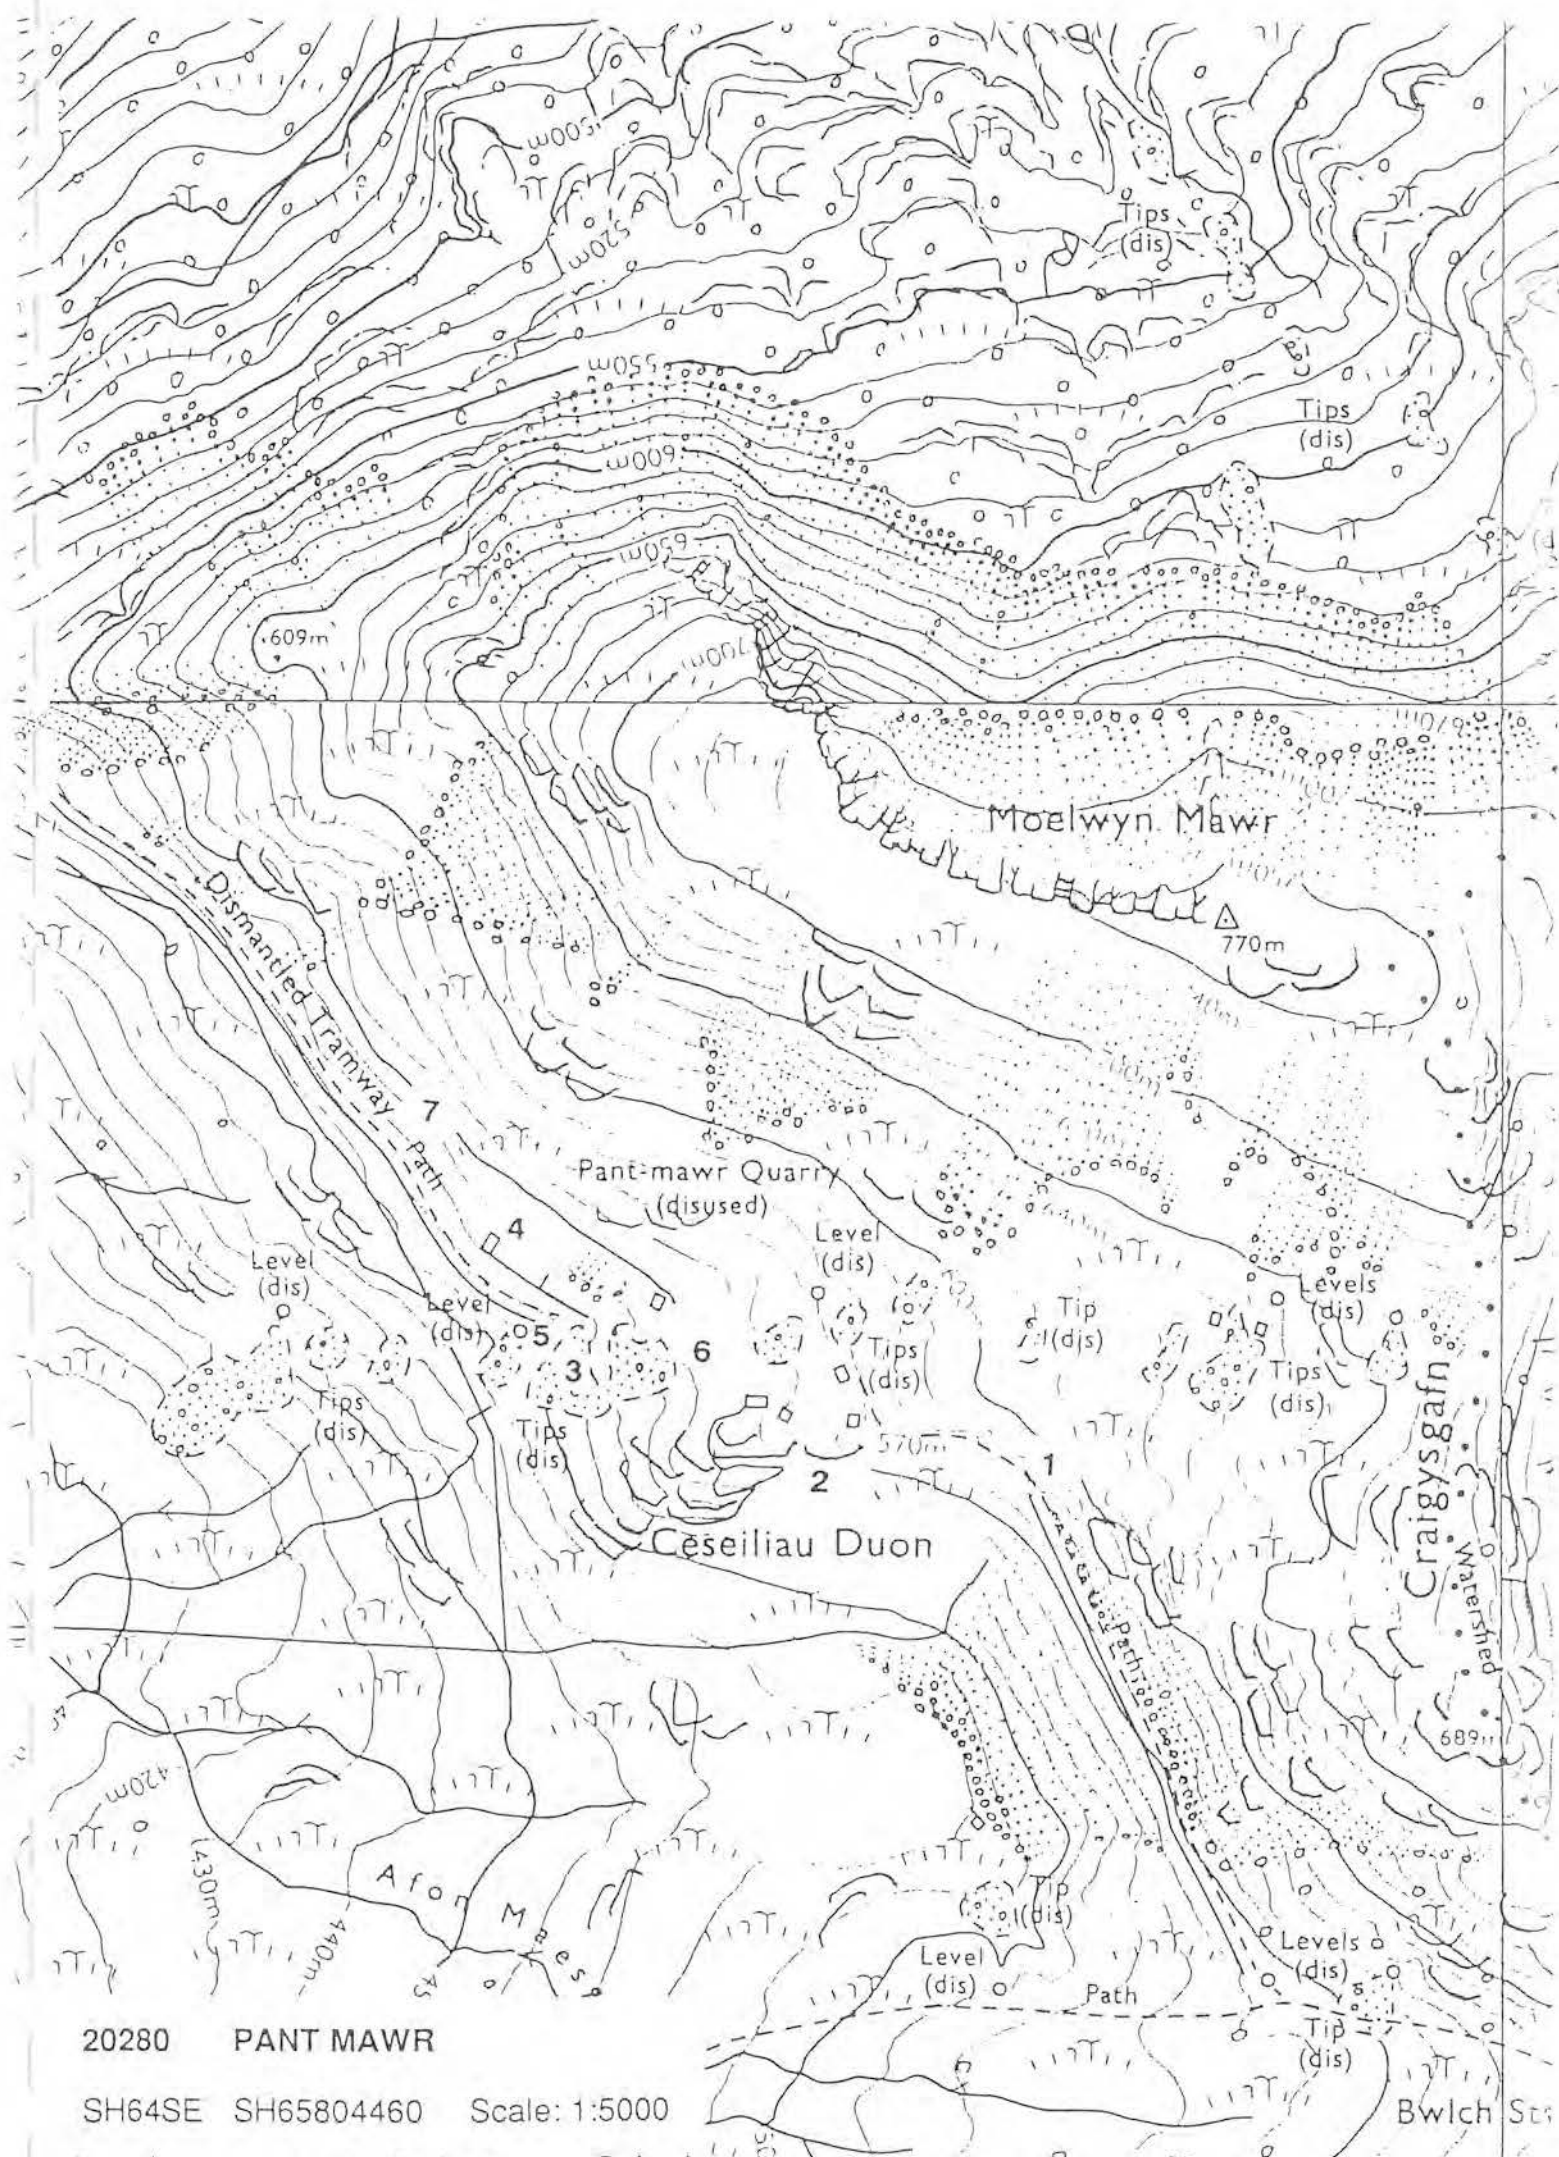 500m
520m
Tips
(dis)
550m
Tips
(dis)
600m
650m
609m
700m
Moelwyn Mawr
770m
Dismantled Tramway
Path
7
Pant-mawr Quarry
(disused)
4
Level
(dis)
Level
(dis)
Level
(dis)
Levels
(dis)
Tip
(dis)
5
6
3
Tips
(dis)
Tips
(dis)
Tips
(dis)
Tips
(dis)
570m
1
2
Craigysgafn
Ceseiliau Duon
Watershed
Path
689m
420m
430m
440m
45
Afon Maes
Tip
(dis)
Level
(dis)
Levels
(dis)
Path
Tip
(dis)
Bwlch
20280 PANT MAWR
SH64SE SH65804460 Scale: 1:5000